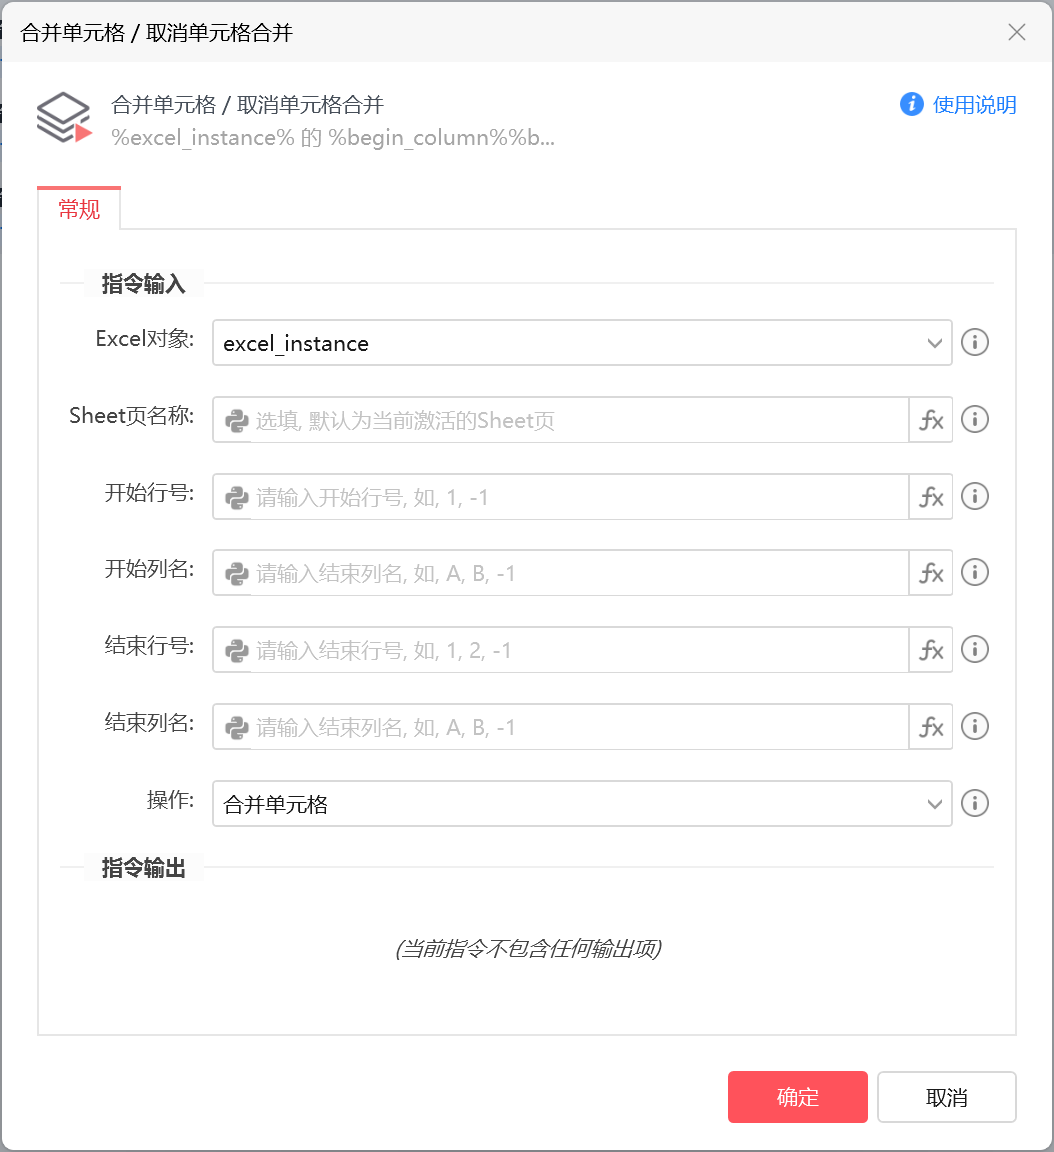 合并单元格 / 取消单元格合并
合并单元格 / 取消单元格合并
使用说明
%excel_instance% 的 %begin_column%%b...
常规
指令输入
Excel对象:
excel_instance
Sheet页名称:
选填, 默认为当前激活的Sheet页
fx
开始行号:
请输入开始行号, 如, 1, -1
fx
开始列名:
请输入结束列名, 如, A, B, -1
fx
结束行号:
请输入结束行号, 如, 1, 2, -1
fx
结束列名:
请输入结束列名, 如, A, B, -1
fx
操作:
合并单元格
指令输出
(当前指令不包含任何输出项)
确定
取消